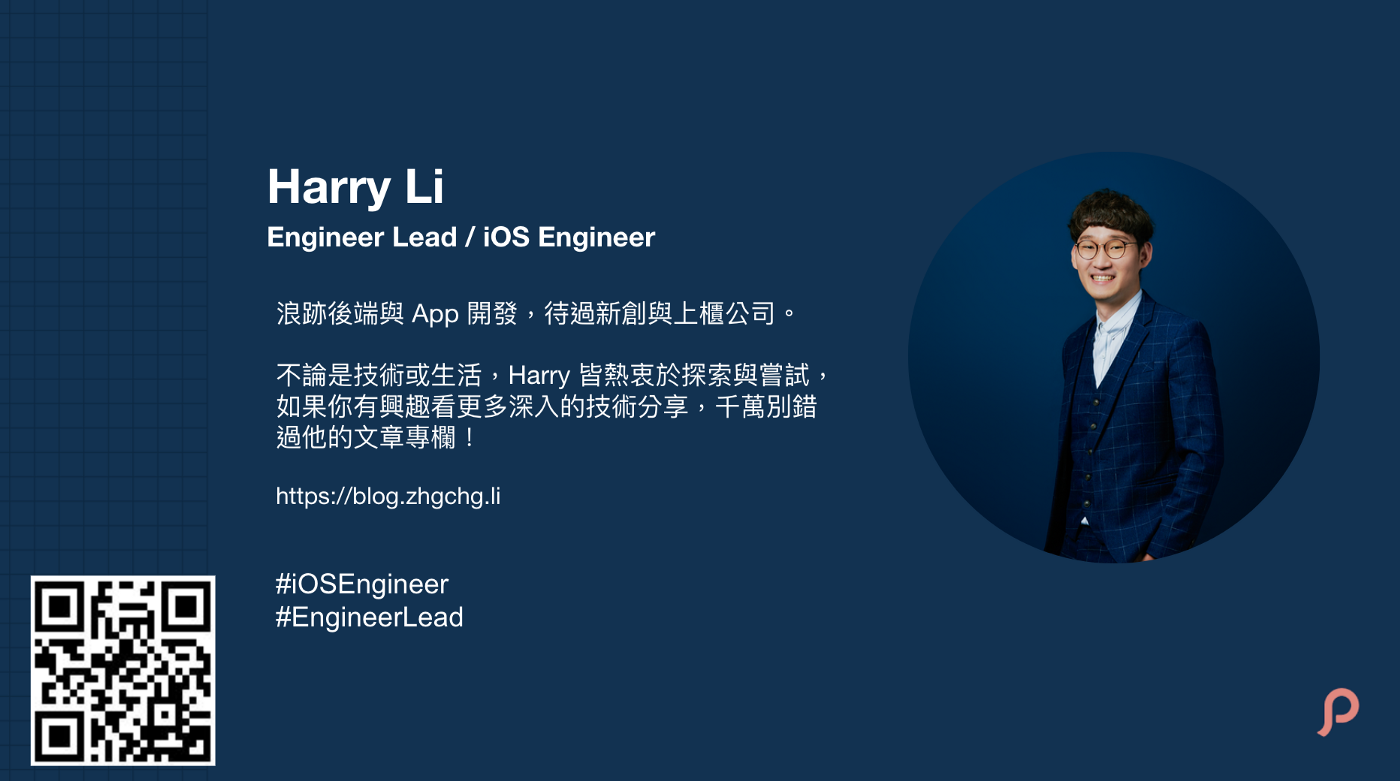 Harry Li
Engineer Lead / iOS Engineer
浪跡後端與 App 開發，待過新創與上櫃公司。
不論是技術或生活，Harry 皆熱衷於探索與嘗試，
如果你有興趣看更多深入的技術分享，千萬別錯
過他的文章專欄！
https://blog.zhgchg.li
#iOSEngineer
#EngineerLead